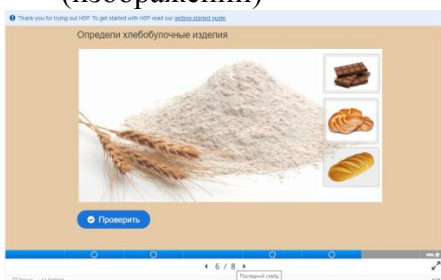 (изображений)
Thank you for trying out H5P. To get started with H5P read our getting started guide
Определи хлебобулочные изделия
Проверить
6 / 8
Последний слайд